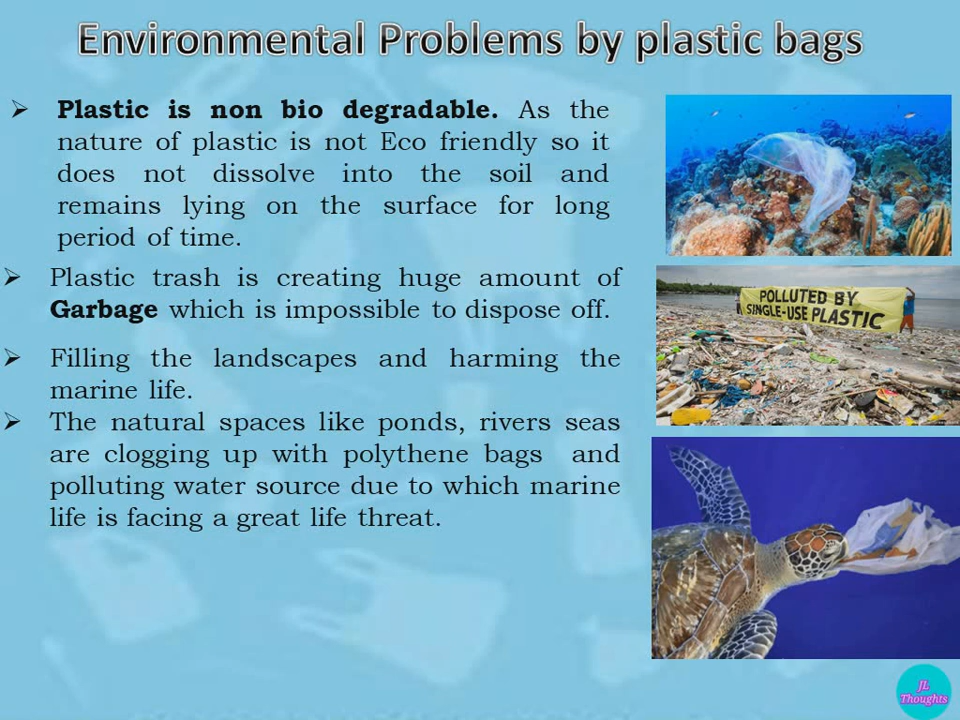 Environmental Problems by plastic bags
Plastic is non bio degradable. As the
nature of plastic is not Eco friendly so it
does not dissolve into the soil and
remains lying on the surface for long
period of time.
Plastic trash is creating huge amount of
Garbage which is impossible to dispose off.
Filling the landscapes and harming the
marine life.
The natural spaces like ponds, rivers seas
are clogging up with polythene bags and
polluting water source due to which marine
life is facing a great life threat.
POLLUTED BY
SINGLE-USE PLASTIC
JL
Thoughts